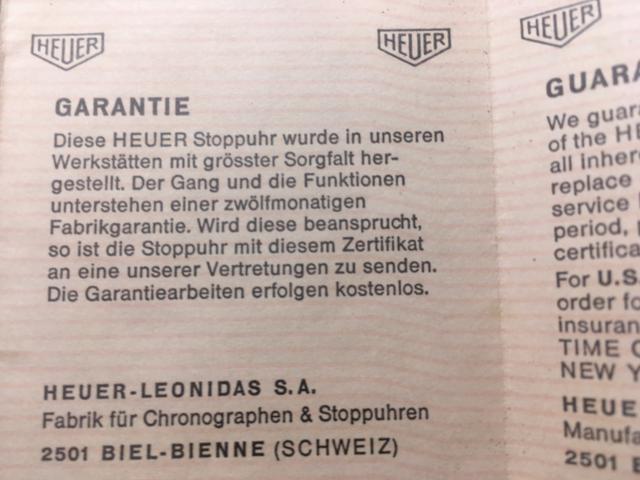 HEUER
HEUER
HEUER
GARANTIE
Diese HEUER Stoppuhr wurde in unseren
Werkstätten mit grösster Sorgfalt her-
gestellt. Der Gang und die Funktionen
unterstehen einer zwölfmonatigen
Fabrikgarantie. Wird diese beansprucht,
so ist die Stoppuhr mit diesem Zertifikat
an eine unserer Vertretungen zu senden.
Die Garantiearbeiten erfolgen kostenlos.
HEUER-LEONIDAS S.A.
Fabrik für Chronographen & Stoppuhren
2501 BIEL-BIENNE (SCHWEIZ)
We
of the
all
replace
service
period,
For U.S.
order
TIME
NEW
2501